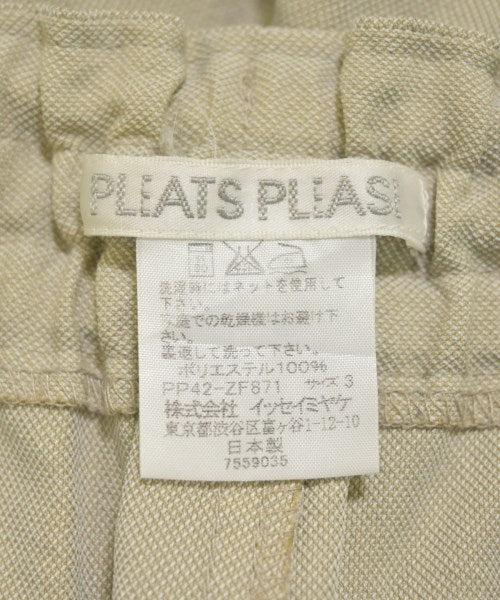 PLEATS PLEASE
洗濯時にはネットを使用して
下さい。
家庭での乾燥機はお避け下
さい。
裏返して洗って下さい。
ポリエステル100%
PP42-ZF871 サイズ 3
株式会社 イッセイミヤケ
東京都渋谷区富ヶ谷1-12-10
日本製
7559035